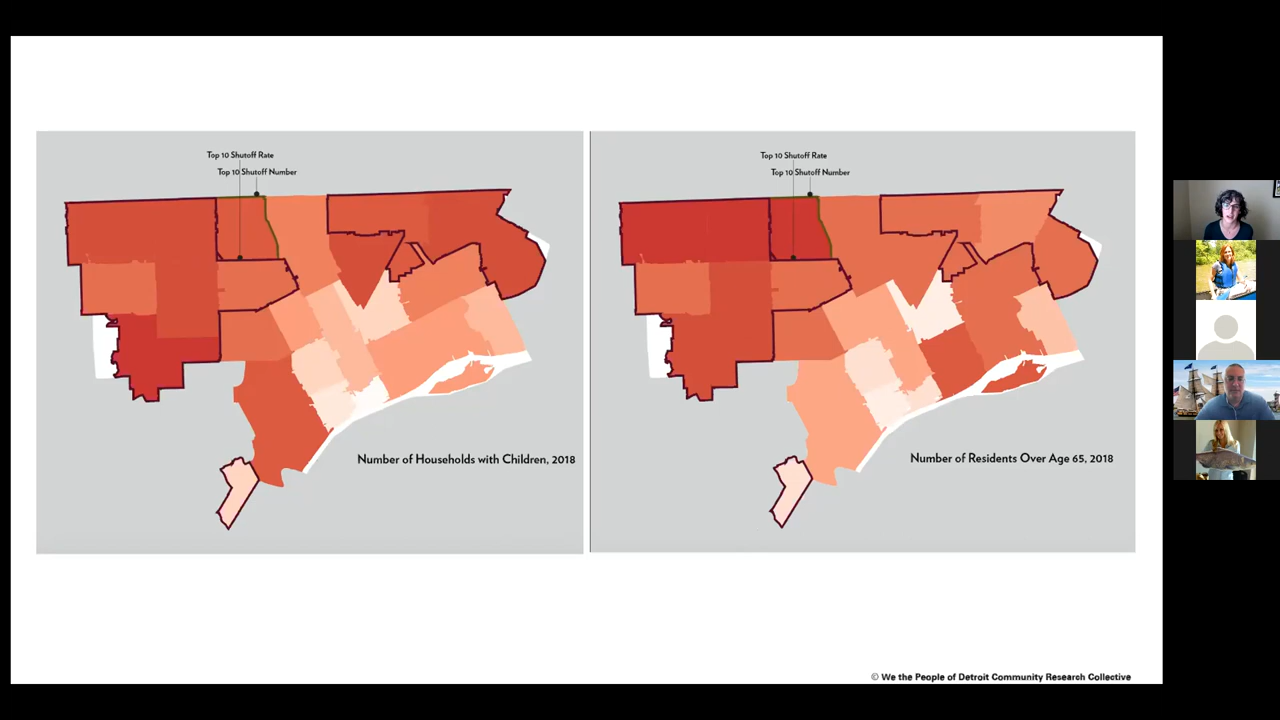 Top 10 Shutoff Rate
Top 10 Shutoff Number
Number of Households with Children, 2018
Top 10 Shutoff Rate
Top 10 Shutoff Number
Number of Residents Over Age 65, 2018
© We the People of Detroit Community Research Collective